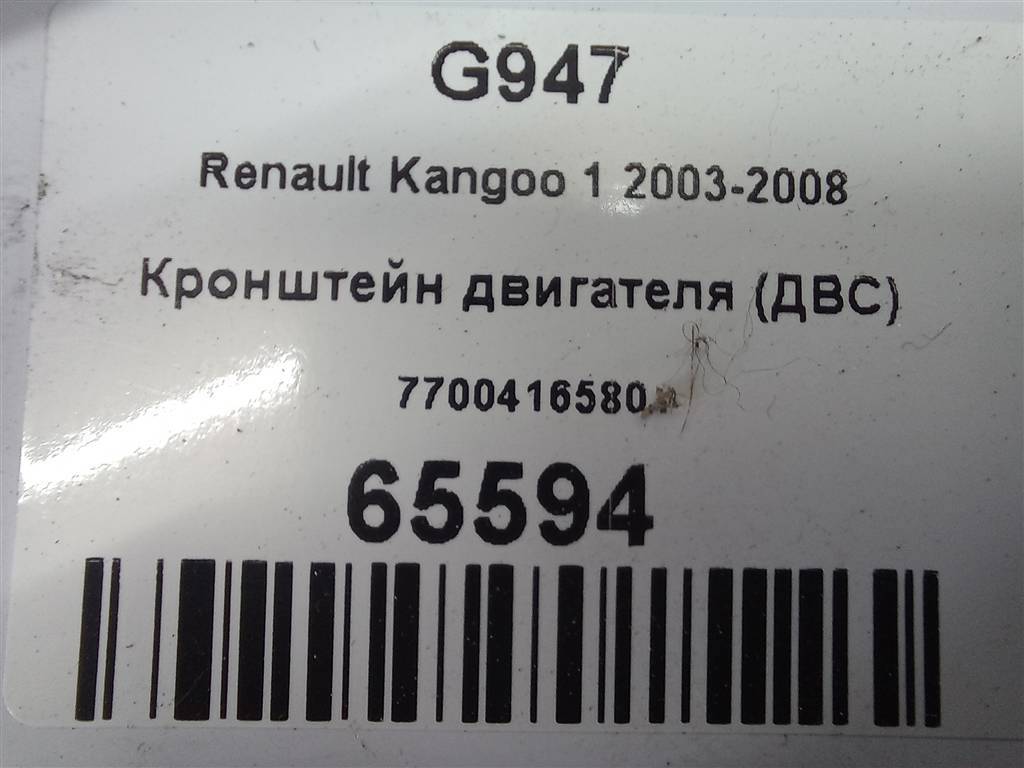 G947
Renault Kangoo 1 2003-2008
Кронштейн двигателя (ДВС)
7700416580
65594